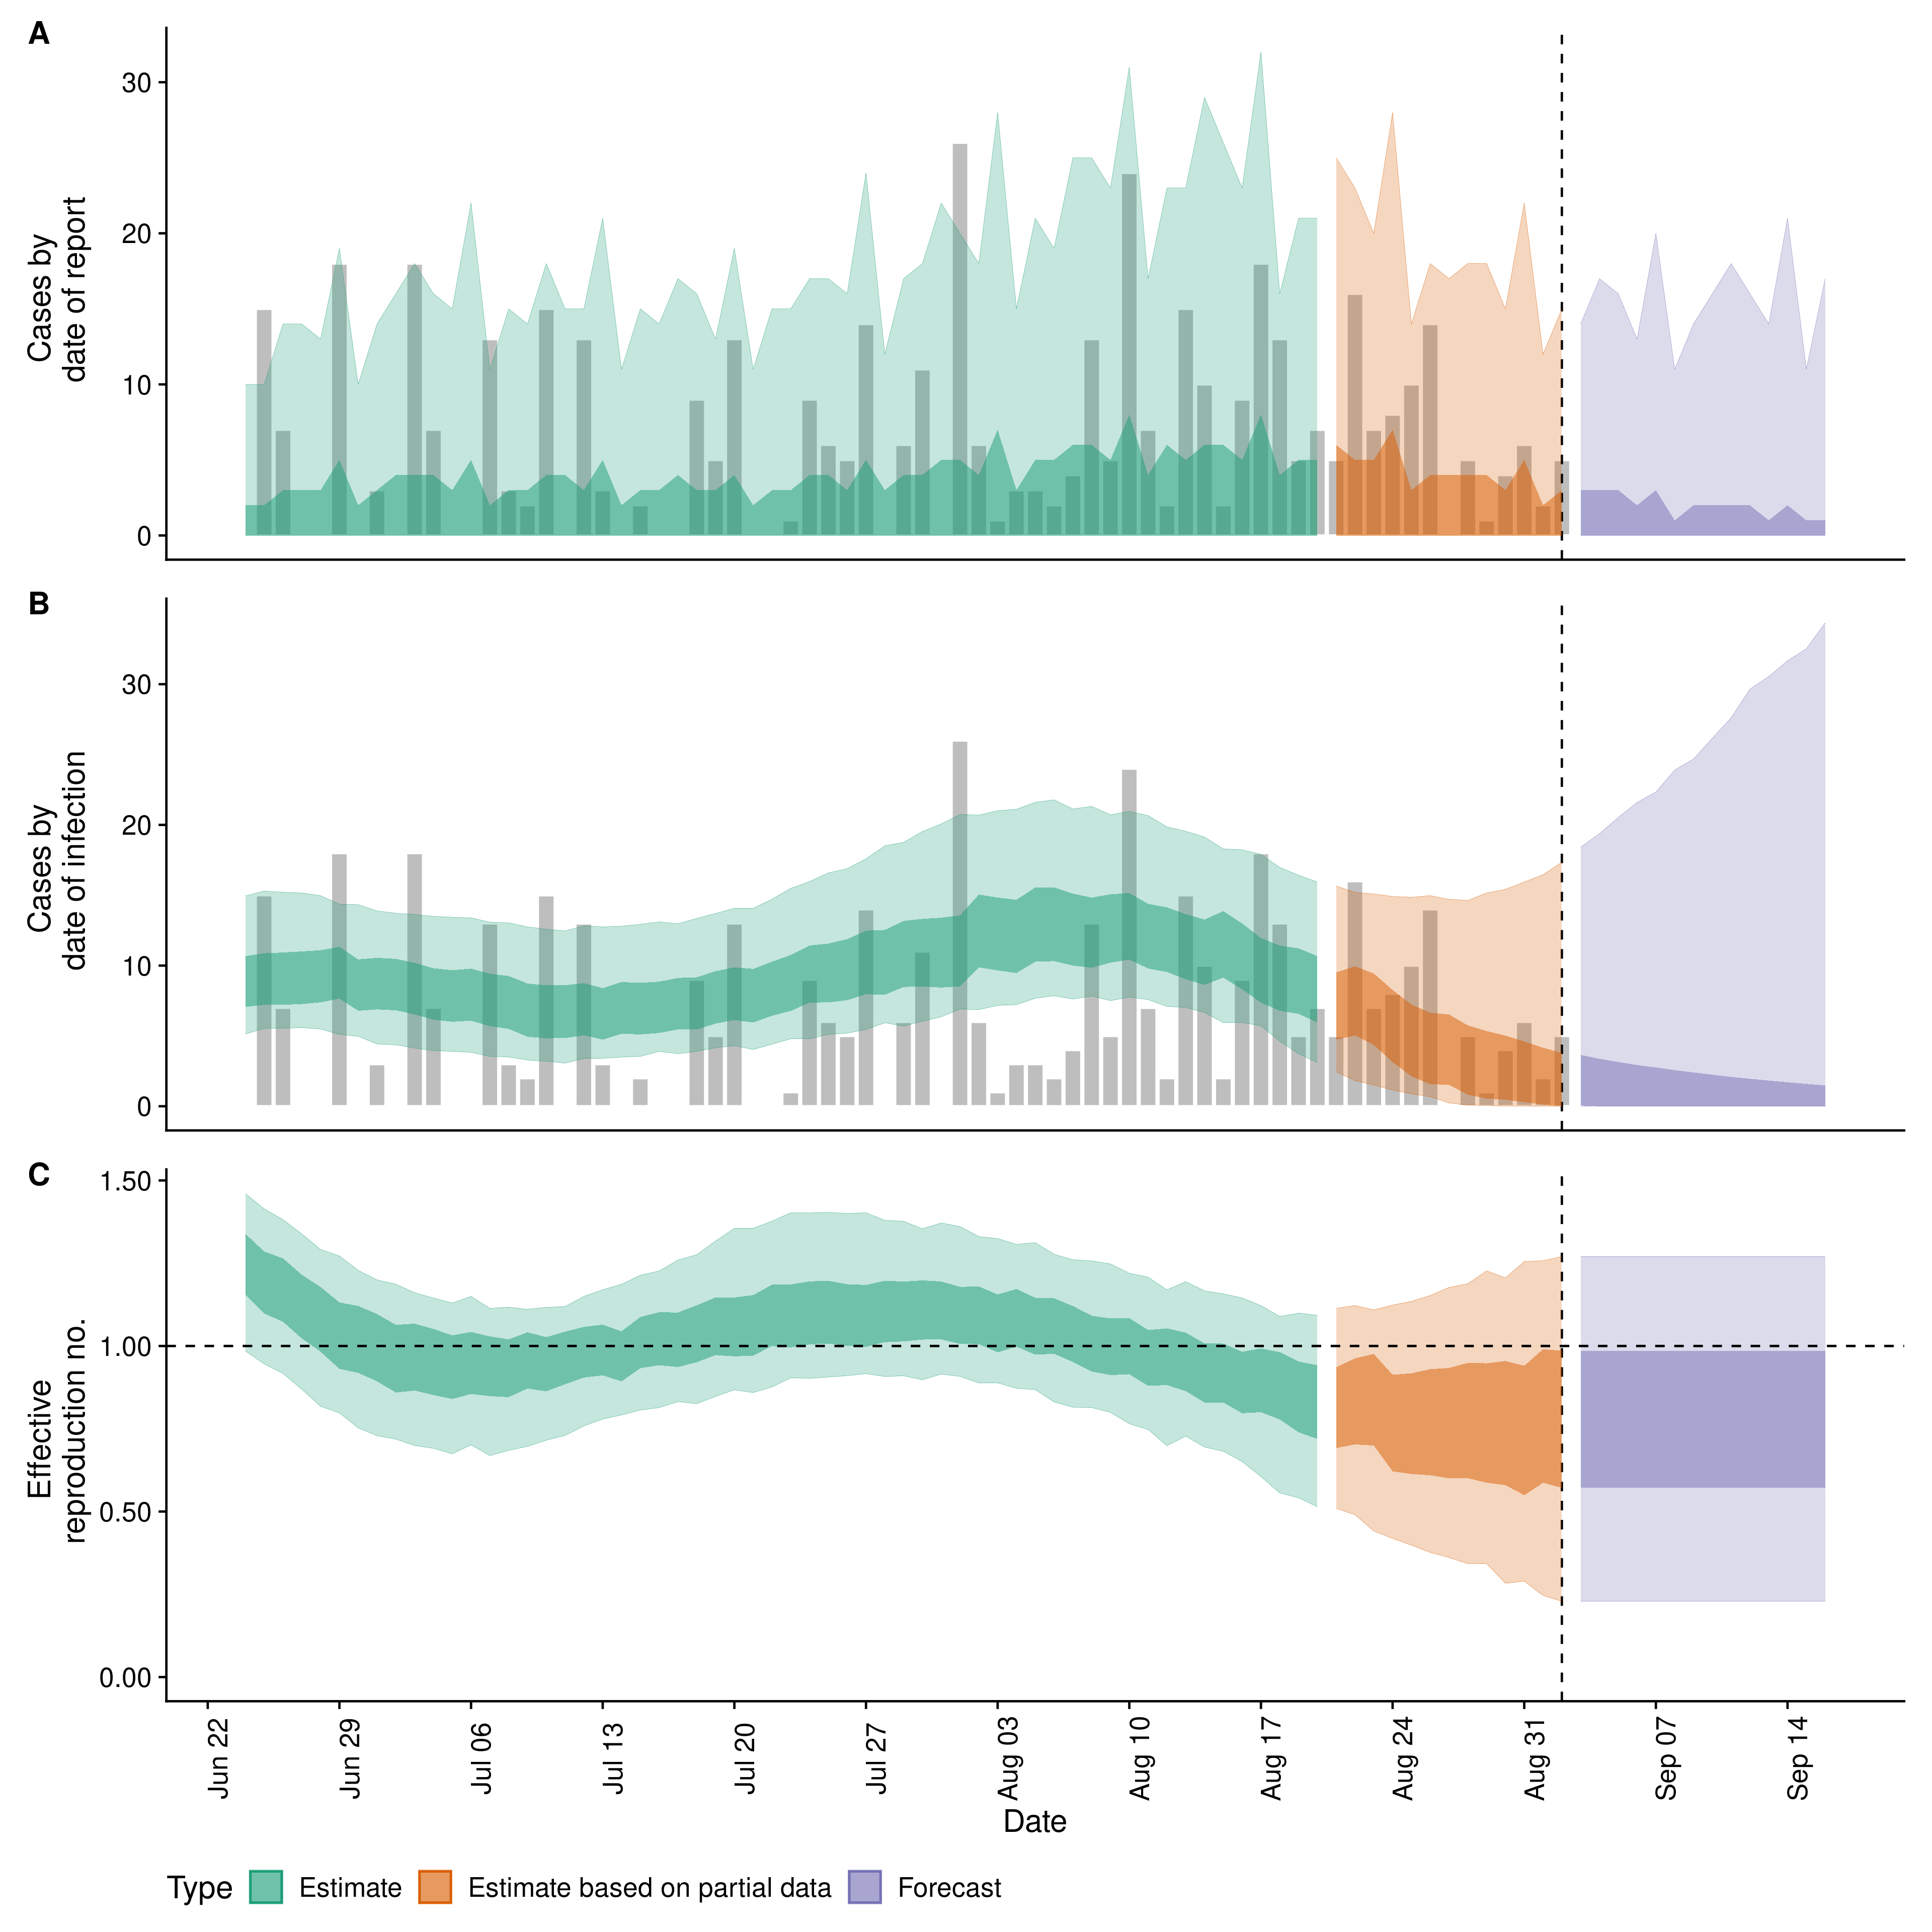 A
Cases by
date of report
30
20
10
0
B
Cases by
date of infection
30
20
10
0
C
Effective
reproduction no.
1.50
1.00
0.50
0.00
Jun 22
Jun 29
Jul 06
Jul 13
Jul 20
Jul 27
Aug 03
Aug 10
Aug 17
Aug 24
Aug 31
Sep 07
Sep 14
Date
Type Estimate Estimate based on partial data Forecast